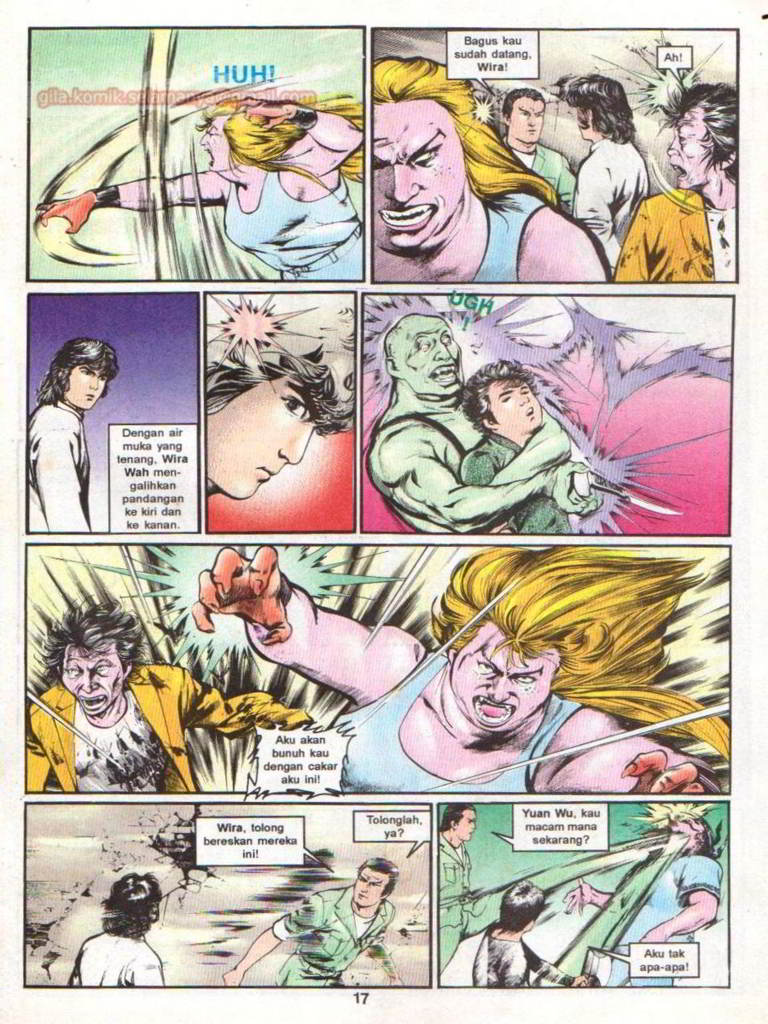 HUH!
Bagus kau
sudah datang,
Wira!
Ah!
Dengan air
muka yang
tenang, Wira
Wah men-
galihkan
pandangan
ke kiri dan
ke kanan.
UGH
!
Aku akan
bunuh kau
dengan cakar
aku ini!
Wira, tolong
bereskan mereka
ini!
Tolonglah,
ya?
Yuan Wu, kau
macam mana
sekarang?
Aku tak
apa-apa!
17